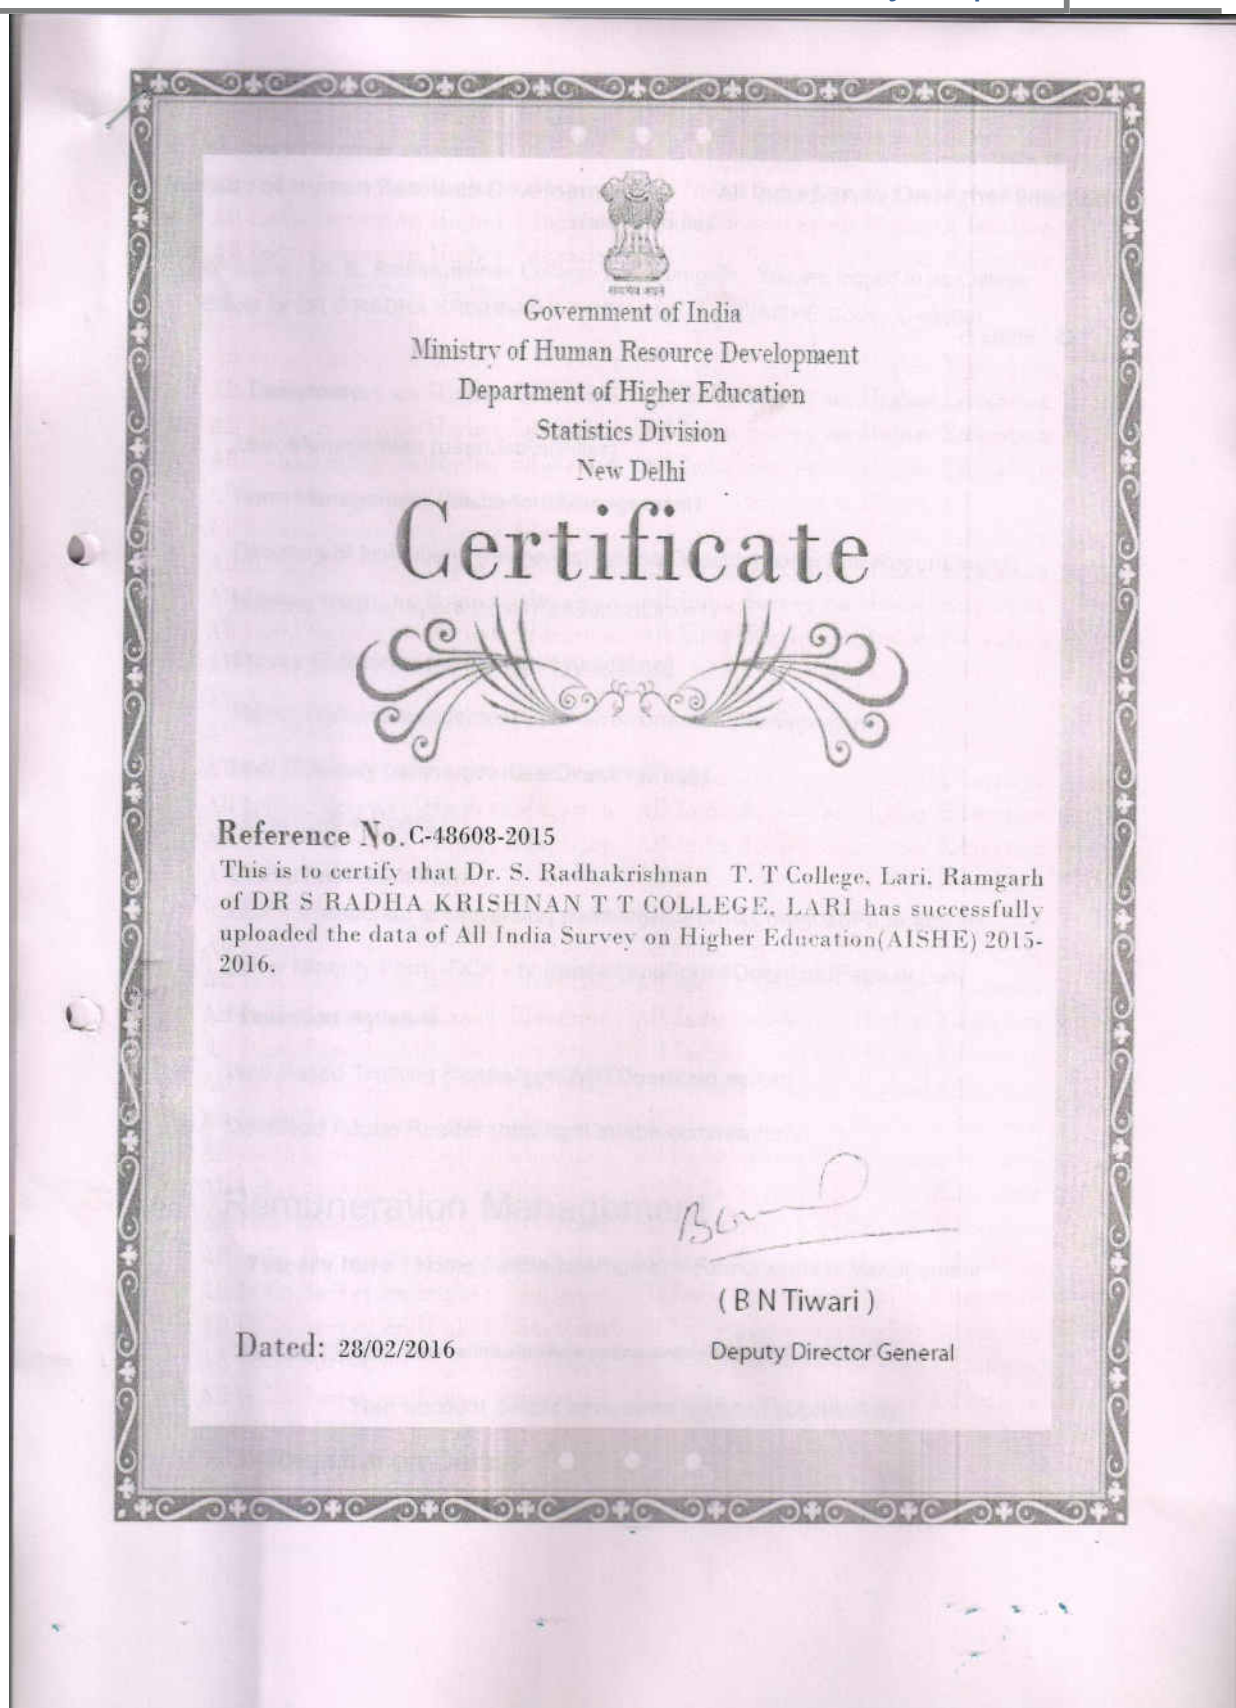 सत्यमेव जयते
Government of India
Ministry of Human Resource Development
Department of Higher Education
Statistics Division
New Delhi
Certificate
Reference No. C-48608-2015
This is to certify that Dr. S. Radhakrishnan T. T College, Lari, Ramgarh
of DR S RADHA KRISHNAN T T COLLEGE, LARI has successfully
uploaded the data of All India Survey on Higher Education(AISHE) 2015-
2016.
( B N Tiwari )
Dated: 28/02/2016
Deputy Director General